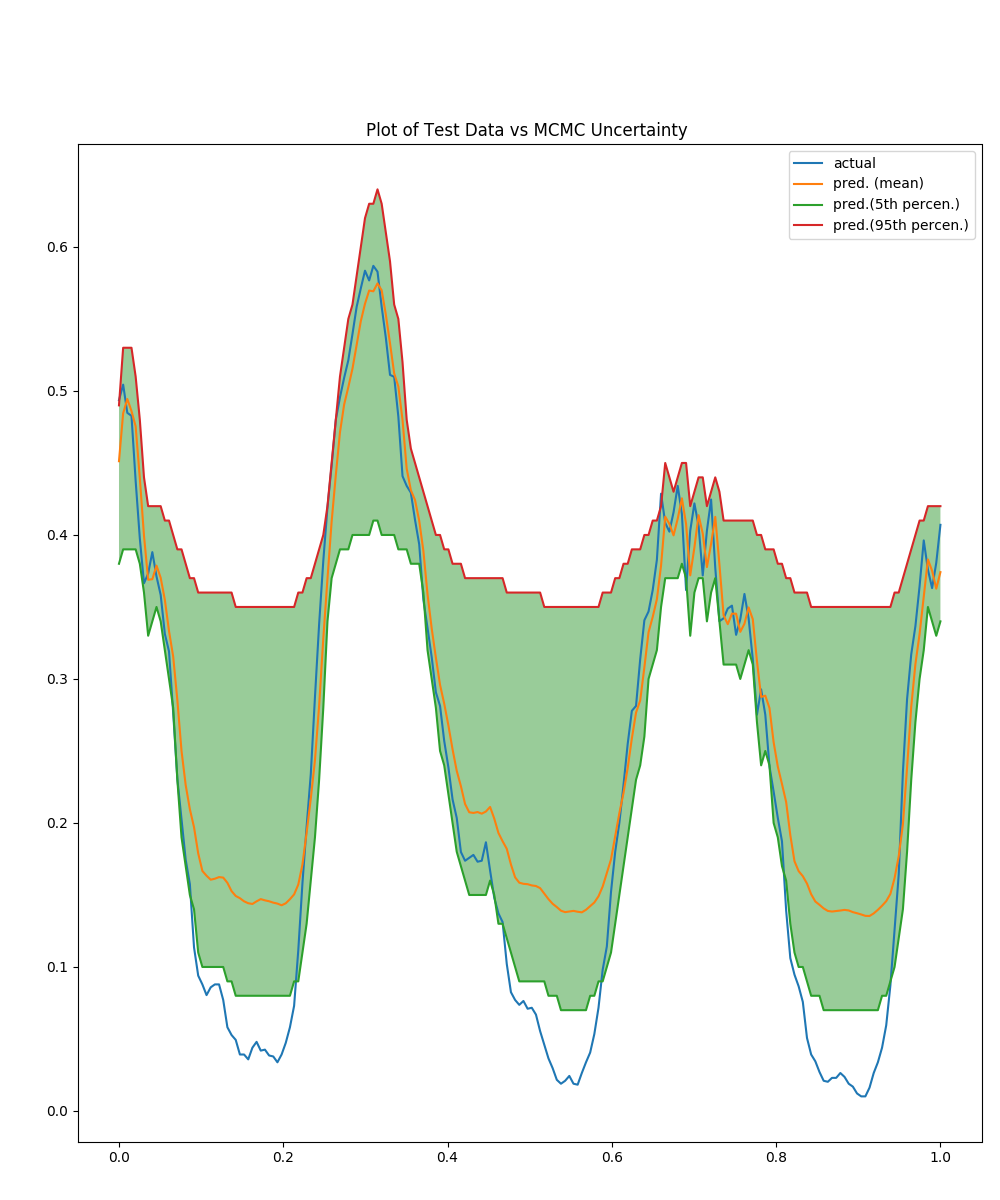 Plot of Test Data vs MCMC Uncertainty
actual
pred. (mean)
pred.(5th percen.)
pred.(95th percen.)
0.6
0.5
0.4
0.3
0.2
0.1
0.0
0.0 0.2 0.4 0.6 0.8 1.0